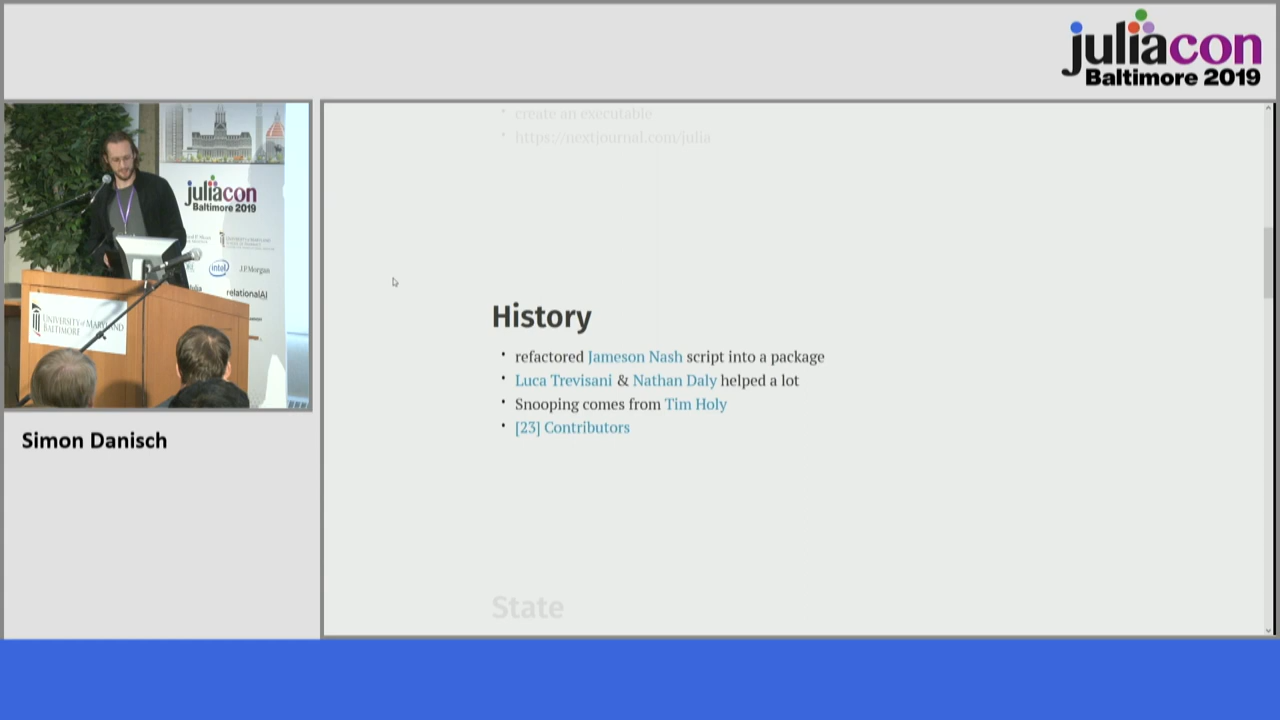 juliacon
Baltimore 2019
create an executable
https://nextjournal.com/julia
juliacon
Baltimore 2019
intel
J.P.Morgan
relationalAI
UNIVERSITY of MARYLAND
BALTIMORE
History
• refactored Jameson Nash script into a package
• Luca Trevisani & Nathan Daly helped a lot
• Snooping comes from Tim Holy
• [23] Contributors
Simon Danisch
State